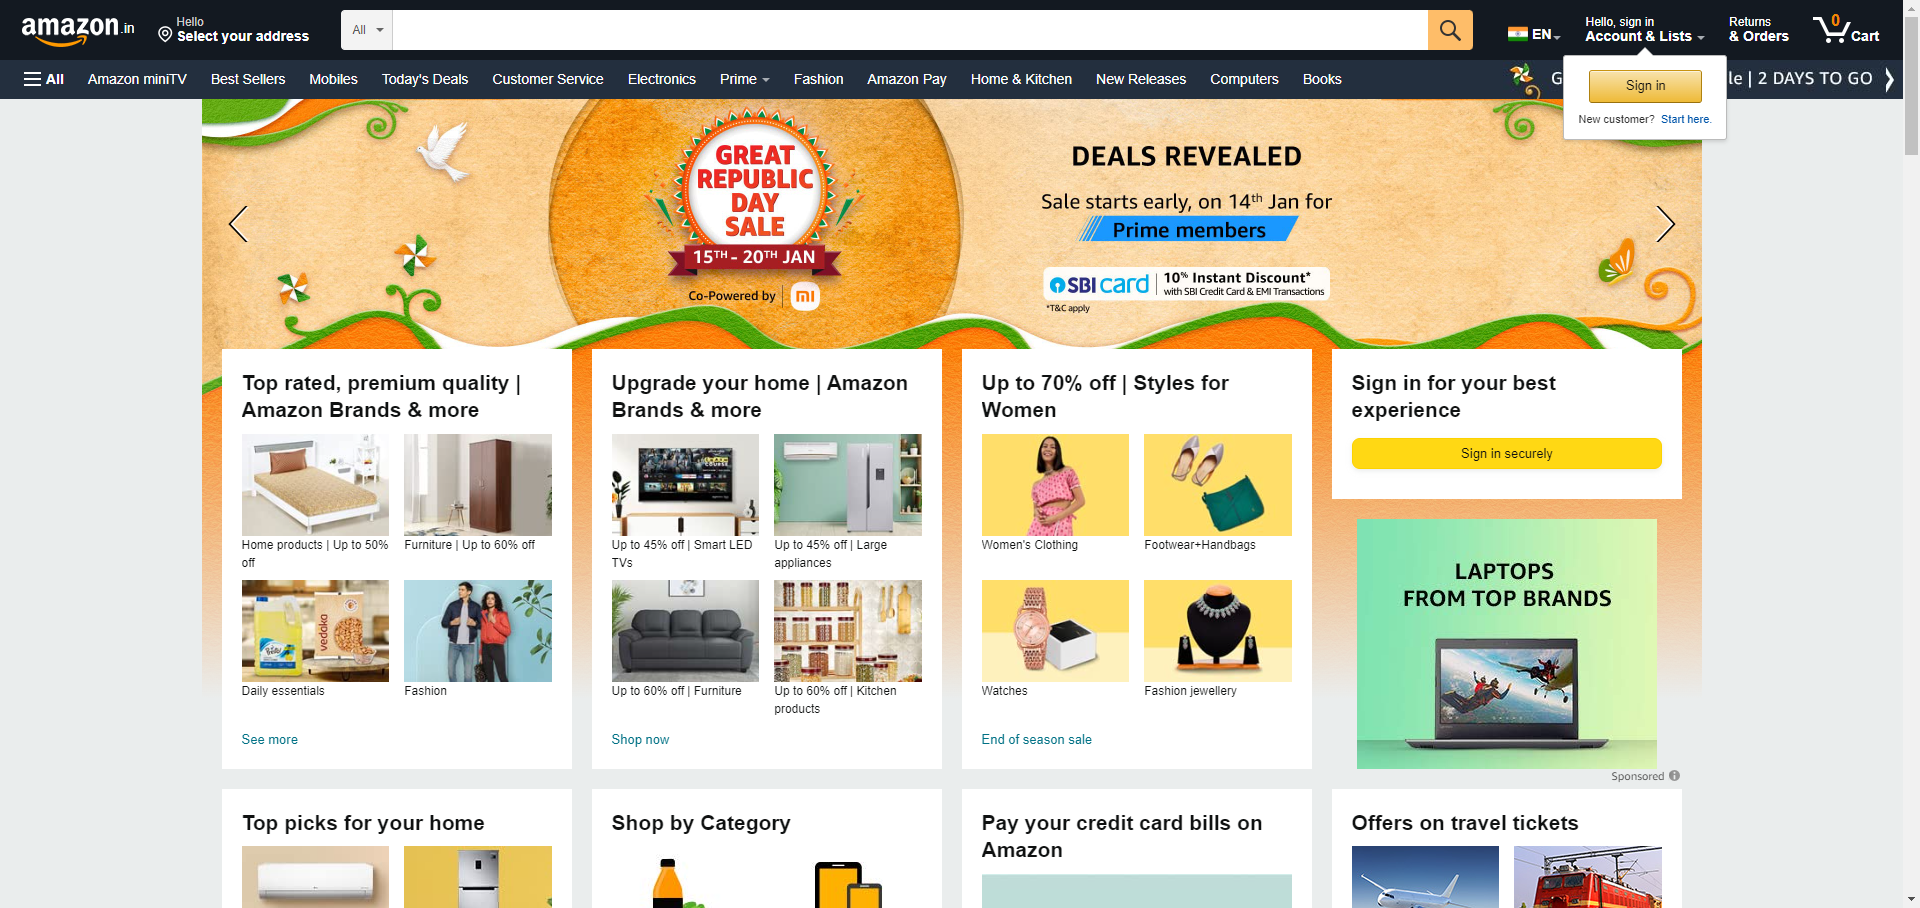 amazon.in
Hello
Select your address
All
EN
Hello, sign in
Account & Lists
Returns
& Orders
0
Cart
All
Amazon miniTV
Best Sellers
Mobiles
Today's Deals
Customer Service
Electronics
Prime
Fashion
Amazon Pay
Home & Kitchen
New Releases
Computers
Books
G
le | 2 DAYS TO GO
Sign in
New customer? Start here.
GREAT
REPUBLIC
DAY
SALE
15TH - 20TH JAN
Co-Powered by mi
DEALS REVEALED
Sale starts early, on 14th Jan for
Prime members
SBI card
10% Instant Discount*
with SBI Credit Card & EMI Transactions
*T&C apply
Top rated, premium quality |
Amazon Brands & more
Home products | Up to 50%
off
Furniture | Up to 60% off
vedaka
Daily essentials
Fashion
See more
Upgrade your home | Amazon
Brands & more
Up to 45% off | Smart LED
TVs
Up to 45% off | Large
appliances
Up to 60% off | Furniture
Up to 60% off | Kitchen
products
Shop now
Up to 70% off | Styles for
Women
Women's Clothing
Footwear+Handbags
Watches
Fashion jewellery
End of season sale
Sign in for your best
experience
Sign in securely
LAPTOPS
FROM TOP BRANDS
Sponsored
Top picks for your home
Shop by Category
Pay your credit card bills on
Amazon
Offers on travel tickets